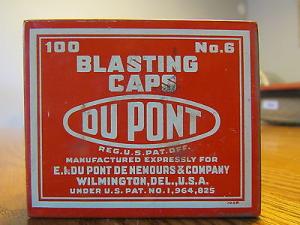 100 No.6
BLASTING
CAPS
DU PONT
REG.U.S.PAT.OFF.
MANUFACTURED EXPRESSLY FOR
E.I.DU PONT DE NEMOURS & COMPANY
WILMINGTON, DEL., U.S.A.
UNDER U.S. PAT. NO. 1,964,825